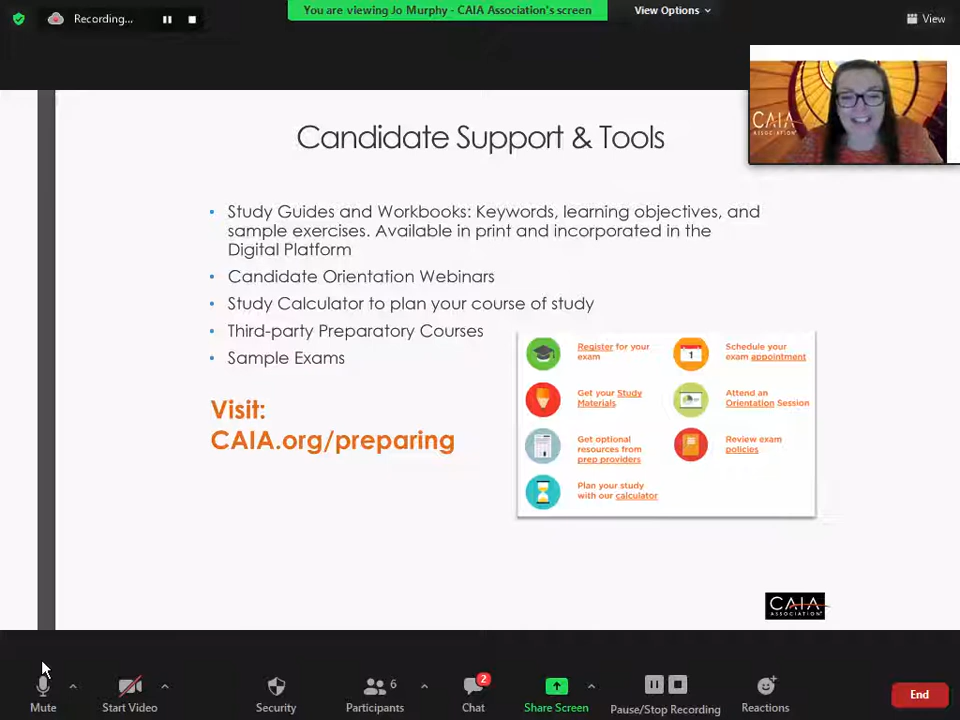 Recording...
You are viewing Jo Murphy - CAIA Association's screen
View Options
View
CAIA
ASSOCIATION
Candidate Support & Tools
• Study Guides and Workbooks: Keywords, learning objectives, and
sample exercises. Available in print and incorporated in the
Digital Platform
• Candidate Orientation Webinars
• Study Calculator to plan your course of study
• Third-party Preparatory Courses
• Sample Exams
Visit:
CAIA.org/preparing
Register for your
exam
Schedule your
exam appointment
1
Get your Study
Materials
Attend an
Orientation Session
Get optional
resources from
prep providers
Review exam
policies
Plan your study
with our calculator
CAIA
ASSOCIATION
Mute
Start Video
Security
6
Participants
2
Chat
Share Screen
Pause/Stop Recording
Reactions
End